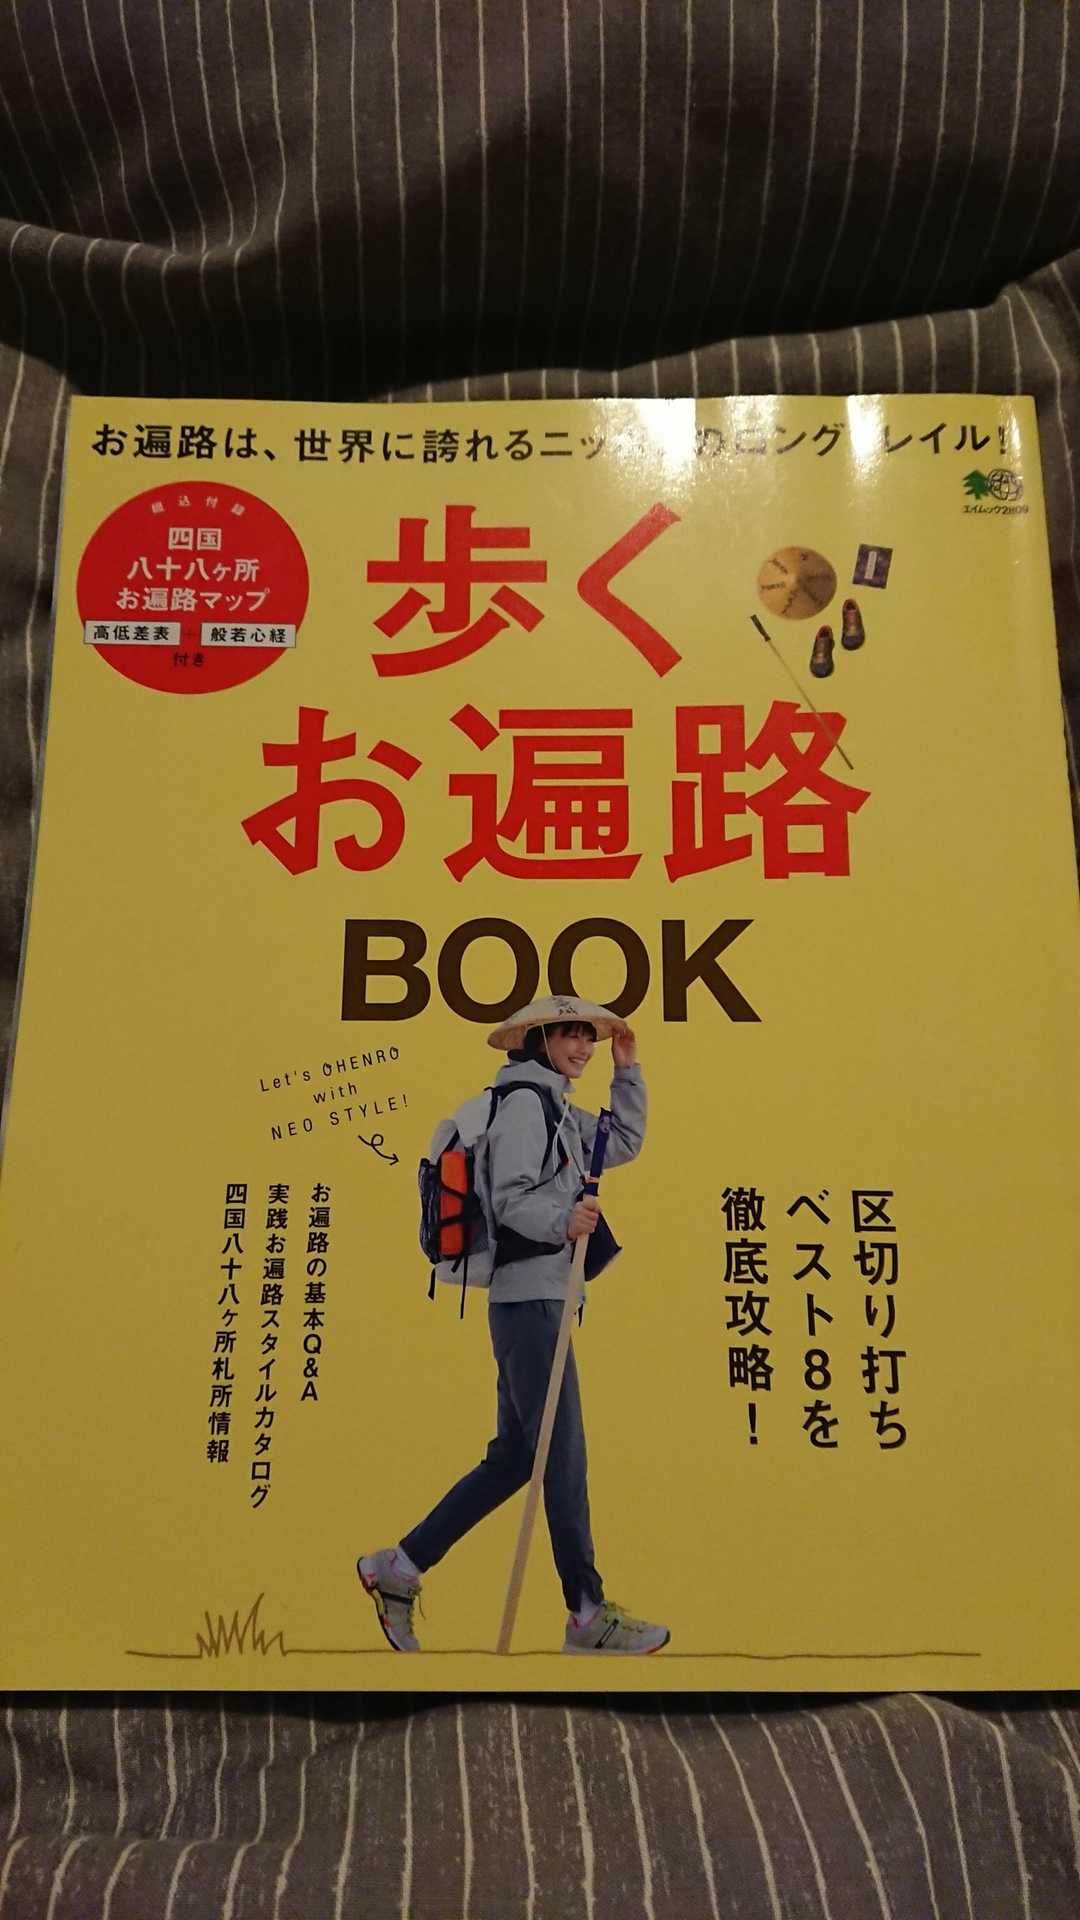 お遍路は、世界に誇れるニッ
レイル!
綴込付録
四国
八十八ヶ所
お遍路マップ
高低差表 + 般若心経
付き
エイムック2809
歩く
お遍路
BOOK
Let's OHENRO
with
NEO STYLE!
区切り打ち
ベスト8を
徹底攻略!
お遍路の基本Q&A
実践お遍路スタイルカタログ
四国八十八ヶ所札所情報